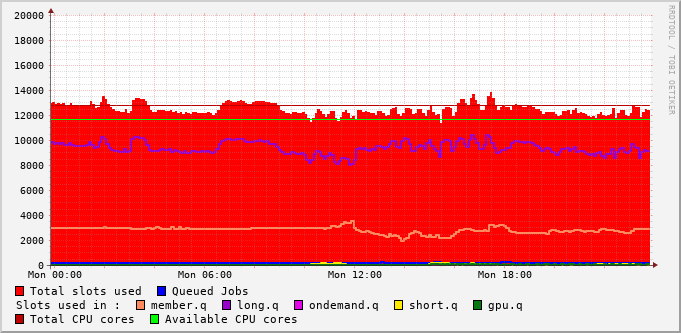 20000
18000
16000
14000
12000
10000
8000
6000
4000
2000
0
Mon 00:00 Mon 06:00 Mon 12:00 Mon 18:00
Total slots used Queued Jobs
Slots used in : member.q long.q ondemand.q short.q gpu.q
Total CPU cores Available CPU cores
RRDTOOL / TOBI OETIKER